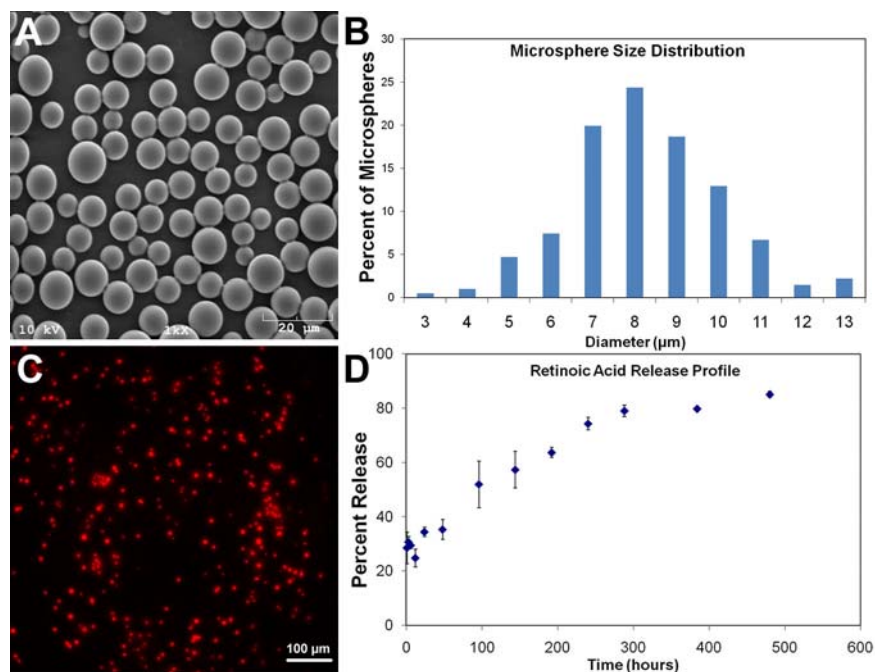 A
10 kV
1kX
20 µm
B
Microsphere Size Distribution
Percent of Microspheres
30
25
20
15
10
5
0
3 4 5 6 7 8 9 10 11 12 13
Diameter (µm)
C
100 µm
D
Retinoic Acid Release Profile
Percent Release
100
80
60
40
20
0
0 100 200 300 400 500 600
Time (hours)